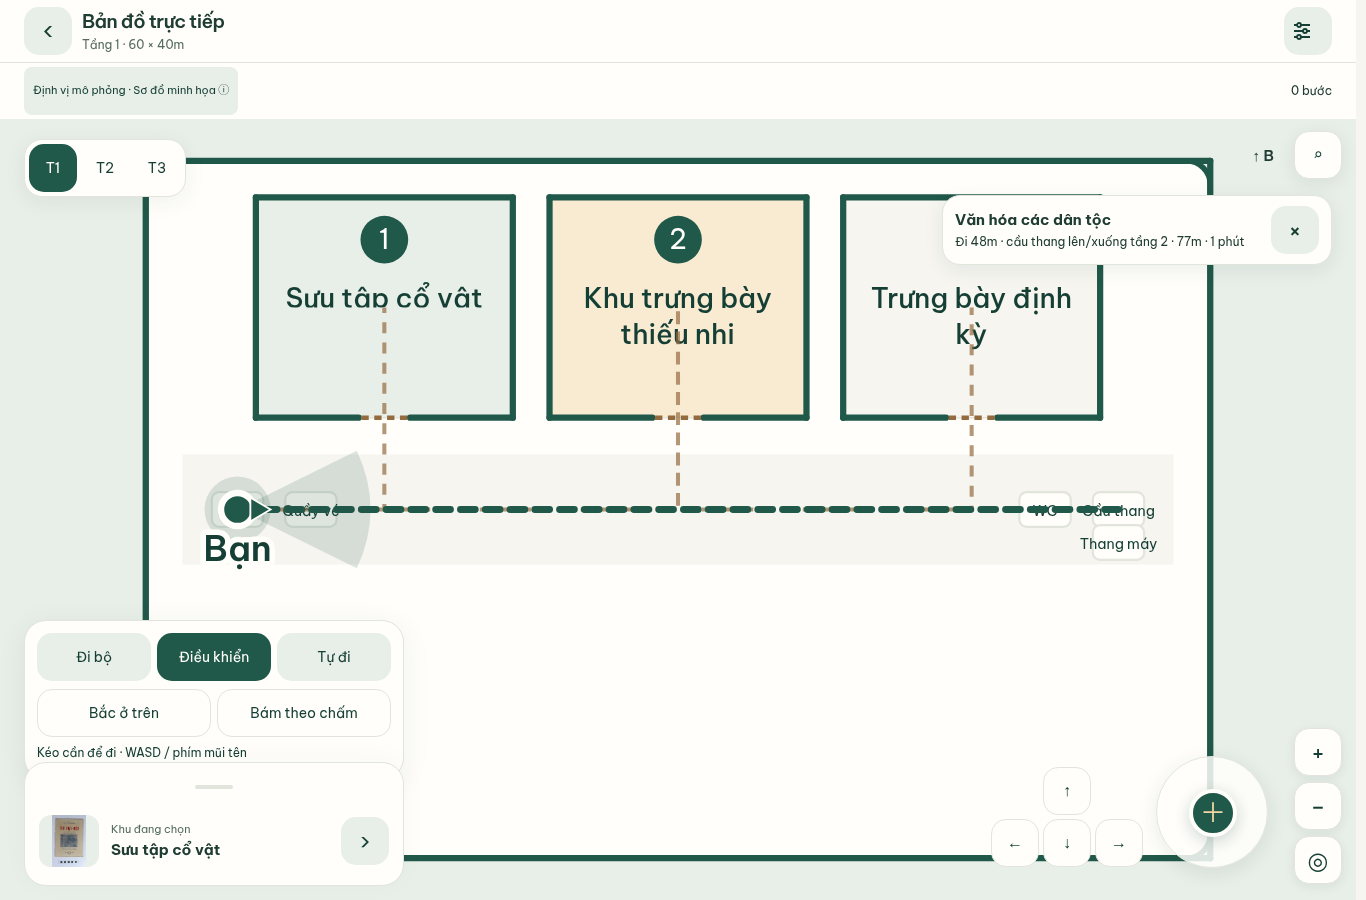 Bản đồ trực tiếp
Tầng 1 · 60 × 40m
Định vị mô phỏng · Sơ đồ minh họa ⓘ
0 bước
T1
T2
T3
↑ B
Văn hóa các dân tộc
Đi 48m · cầu thang lên/xuống tầng 2 · 77m · 1 phút
×
1
2
Sưu tập cổ vật
Khu trưng bày
thiếu nhi
Trưng bày định
kỳ
Quầy vé
WC
Cầu thang
Thang máy
Bạn
Đi bộ
Điều khiển
Tự đi
Bắc ở trên
Bám theo chấm
Kéo cần để đi · WASD / phím mũi tên
Khu đang chọn
Sưu tập cổ vật
↑
← ↓ →
+
−